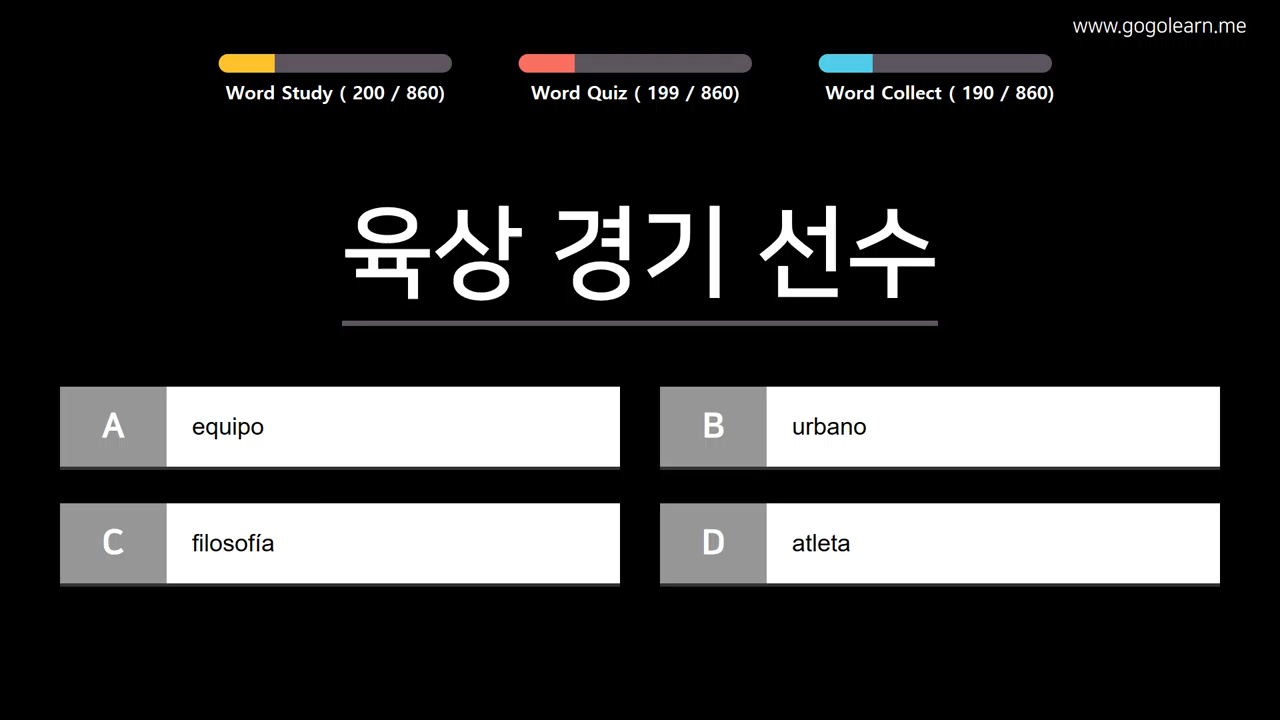 www.gogolearn.me
Word Study ( 200 / 860)
Word Quiz ( 199 / 860)
Word Collect ( 190 / 860)
육상 경기 선수
A equipo
B urbano
C filosofía
D atleta